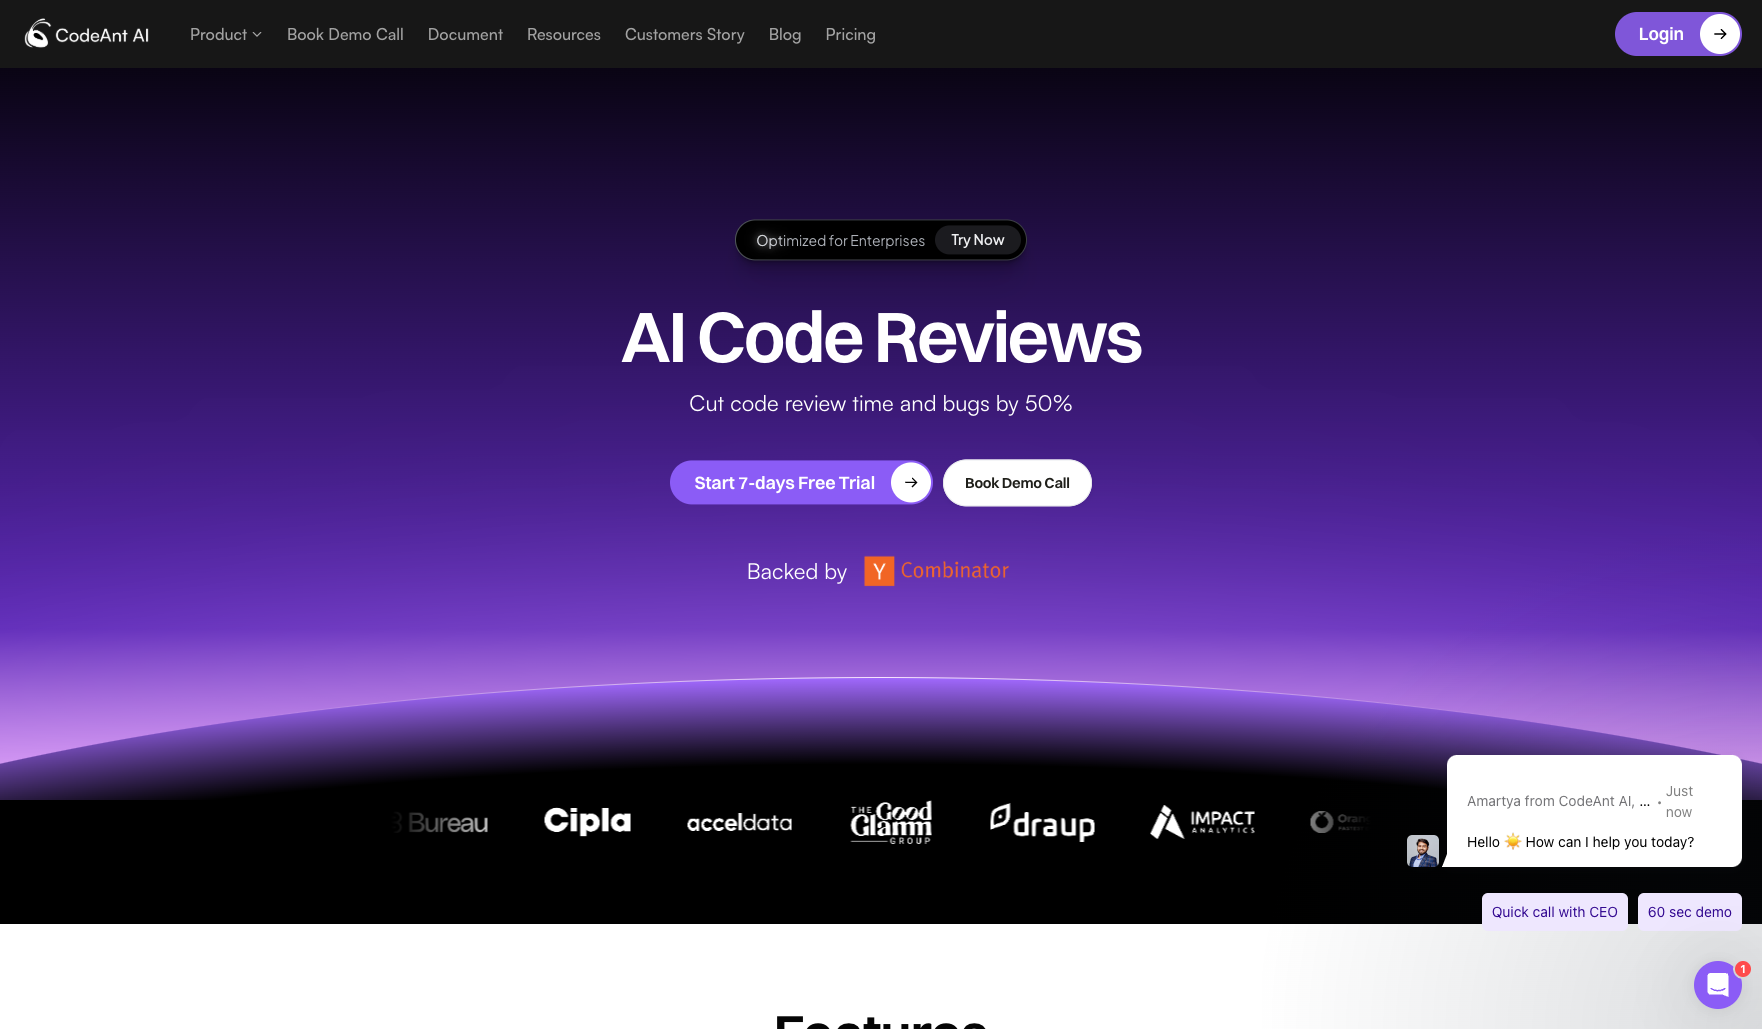 CodeAnt AI
Product
Book Demo Call
Document
Resources
Customers Story
Blog
Pricing
Login
Optimized for Enterprises
Try Now
AI Code Reviews
Cut code review time and bugs by 50%
Start 7-days Free Trial
Book Demo Call
Backed by
Y Combinator
Bureau
Cipla
acceldata
THE Good Glamm GROUP
draup
IMPACT ANALYTICS
Amartya from CodeAnt AI, ... • Just now
Hello ☀️ How can I help you today?
Quick call with CEO
60 sec demo
1
Features